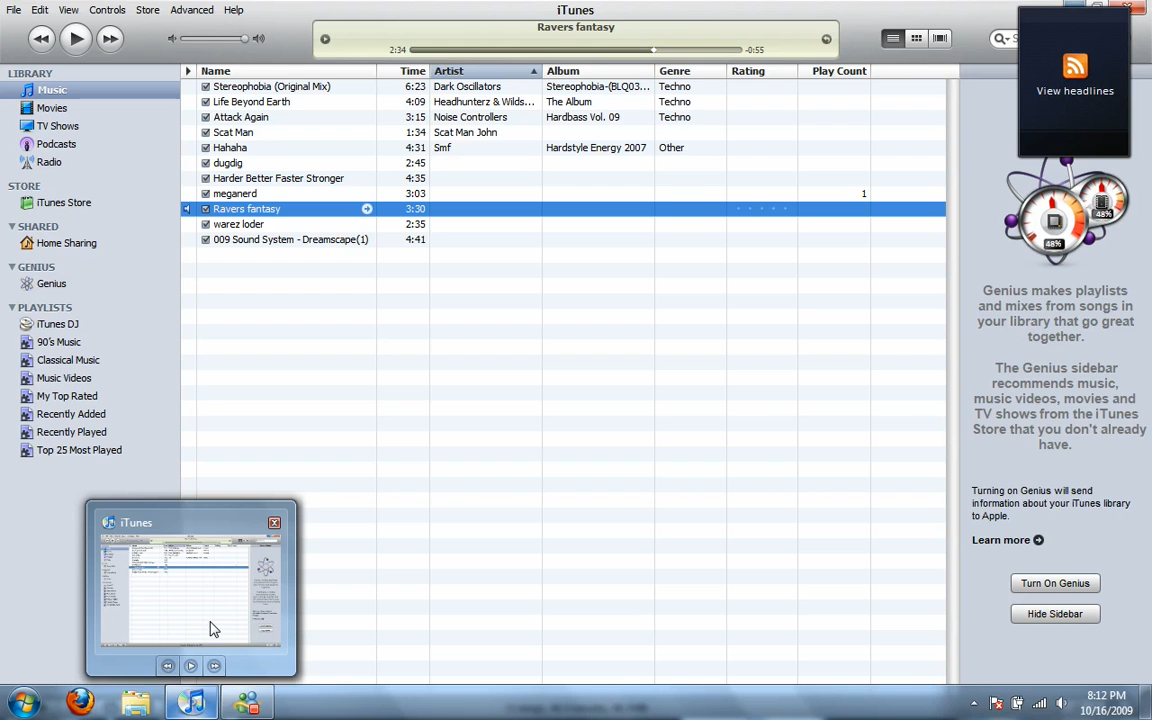 File Edit View Controls Store Advanced Help
iTunes
Ravers fantasy
2:34 -0:55
S
View headlines
48%
48%
LIBRARY
Music
Movies
TV Shows
Podcasts
Radio
STORE
iTunes Store
SHARED
Home Sharing
GENIUS
Genius
PLAYLISTS
iTunes DJ
90's Music
Classical Music
Music Videos
My Top Rated
Recently Added
Recently Played
Top 25 Most Played
Name Time Artist Album Genre Rating Play Count
Stereophobia (Original Mix) 6:23 Dark Oscillators Stereophobia-(BLQ03... Techno
Life Beyond Earth 4:09 Headhunterz & Wilds... The Album Techno
Attack Again 3:15 Noise Controllers Hardbass Vol. 09 Techno
Scat Man 1:34 Scat Man John
Hahaha 4:31 Smf Hardstyle Energy 2007 Other
dugdig 2:45
Harder Better Faster Stronger 4:35
meganerd 3:03 1
Ravers fantasy 3:30
warez loder 2:35
009 Sound System - Dreamscape(1) 4:41
Genius makes playlists
and mixes from songs in
your library that go great
together.
The Genius sidebar
recommends music,
music videos, movies and
TV shows from the iTunes
Store that you don't already
have.
Turning on Genius will send
information about your iTunes library
to Apple.
Learn more
Turn On Genius
Hide Sidebar
iTunes
8:12 PM
10/16/2009